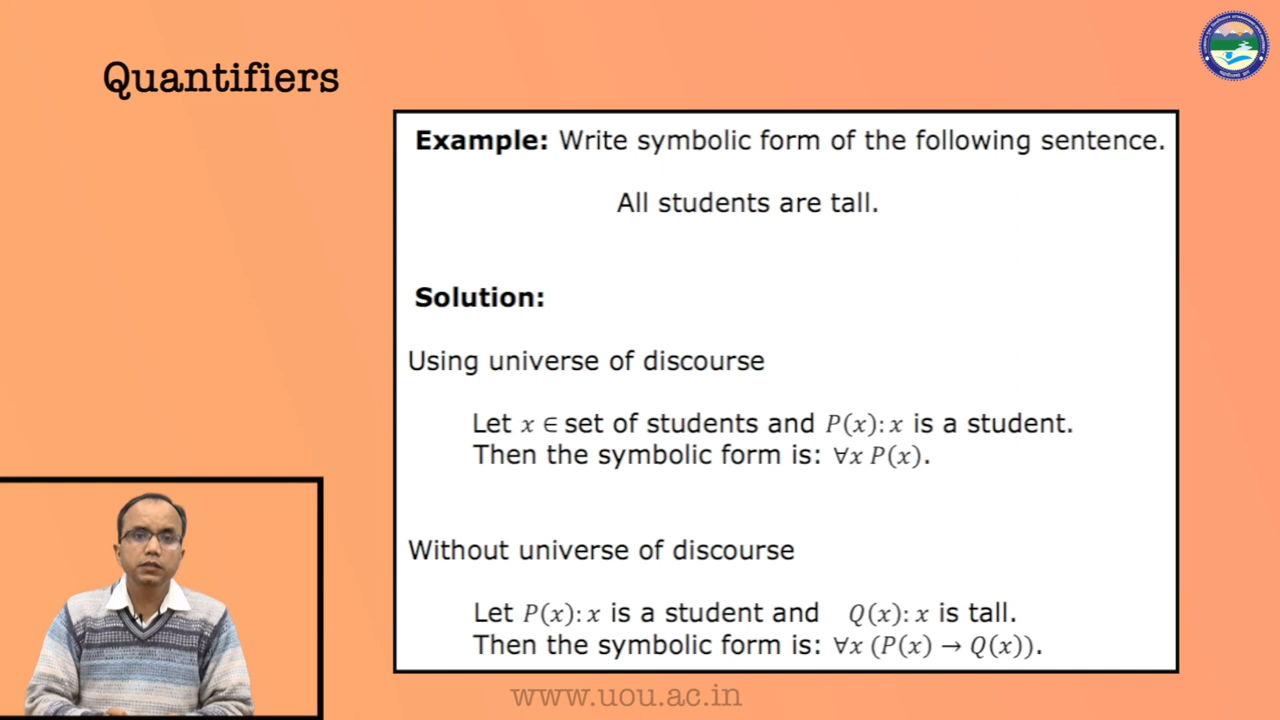 Quantifiers
Example: Write symbolic form of the following sentence.
All students are tall.
Solution:
Using universe of discourse
Let 𝑥 ∈ set of students and 𝑃(𝑥): 𝑥 is a student.
Then the symbolic form is: ∀𝑥 𝑃(𝑥).
Without universe of discourse
Let 𝑃(𝑥): 𝑥 is a student and 𝑄(𝑥): 𝑥 is tall.
Then the symbolic form is: ∀𝑥 (𝑃(𝑥) → 𝑄(𝑥)).
www.uou.ac.in